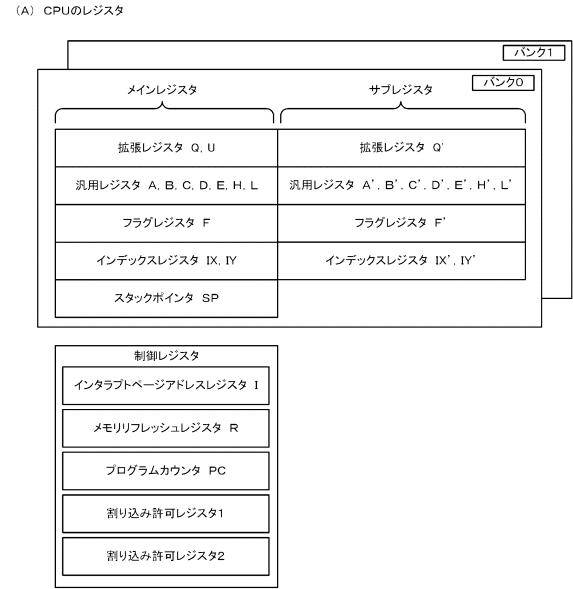 (A) CPUのレジスタ
バンク1
バンク0
メインレジスタ
サブレジスタ
拡張レジスタ Q, U
拡張レジスタ Q'
汎用レジスタ A, B, C, D, E, H, L
汎用レジスタ A', B', C', D', E', H', L'
フラグレジスタ F
フラグレジスタ F'
インデックスレジスタ IX, IY
インデックスレジスタ IX', IY'
スタックポインタ SP
制御レジスタ
インタラプトページアドレスレジスタ I
メモリリフレッシュレジスタ R
プログラムカウンタ PC
割り込み許可レジスタ1
割り込み許可レジスタ2